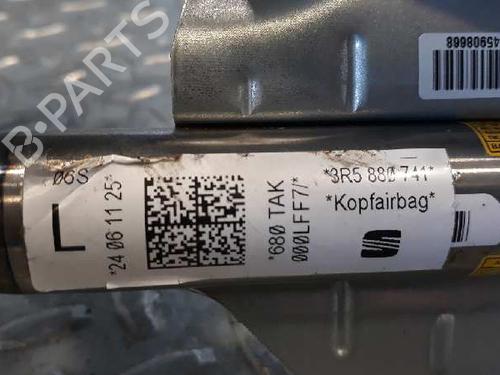 45908668
B-PARTS
06S
L
*24 06 11 25*
*680 TAK
000LFF7/*
*3R5 880 741*
*Kopfairbag*